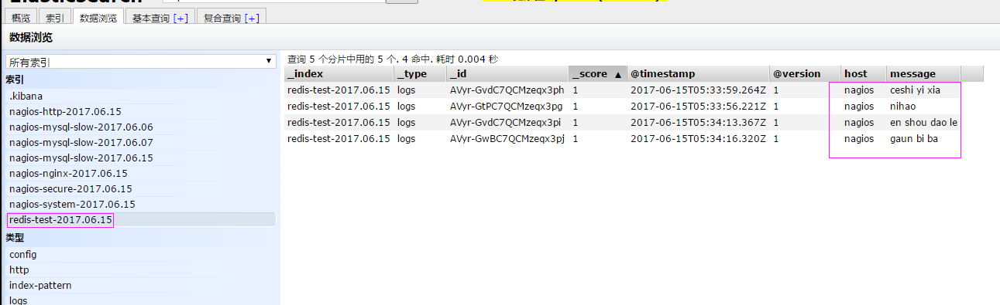 概览 索引 数据浏览 基本查询 [+] 复合查询 [+]
数据浏览
所有索引
索引
.kibana
nagios-http-2017.06.15
nagios-mysql-slow-2017.06.06
nagios-mysql-slow-2017.06.07
nagios-mysql-slow-2017.06.15
nagios-nginx-2017.06.15
nagios-secure-2017.06.15
nagios-system-2017.06.15
redis-test-2017.06.15
类型
config
http
index-pattern
logs
查询 5 个分片中用的 5 个. 4 命中. 耗时 0.004 秒
_index _type _id _score ▲ @timestamp @version host message
redis-test-2017.06.15 logs AVyr-GvdC7QCMzeqx3ph 1 2017-06-15T05:33:59.264Z 1 nagios ceshi yi xia
redis-test-2017.06.15 logs AVyr-GtPC7QCMzeqx3pg 1 2017-06-15T05:33:56.221Z 1 nagios nihao
redis-test-2017.06.15 logs AVyr-GvdC7QCMzeqx3pi 1 2017-06-15T05:34:13.367Z 1 nagios en shou dao le
redis-test-2017.06.15 logs AVyr-GwBC7QCMzeqx3pj 1 2017-06-15T05:34:16.320Z 1 nagios gaun bi ba